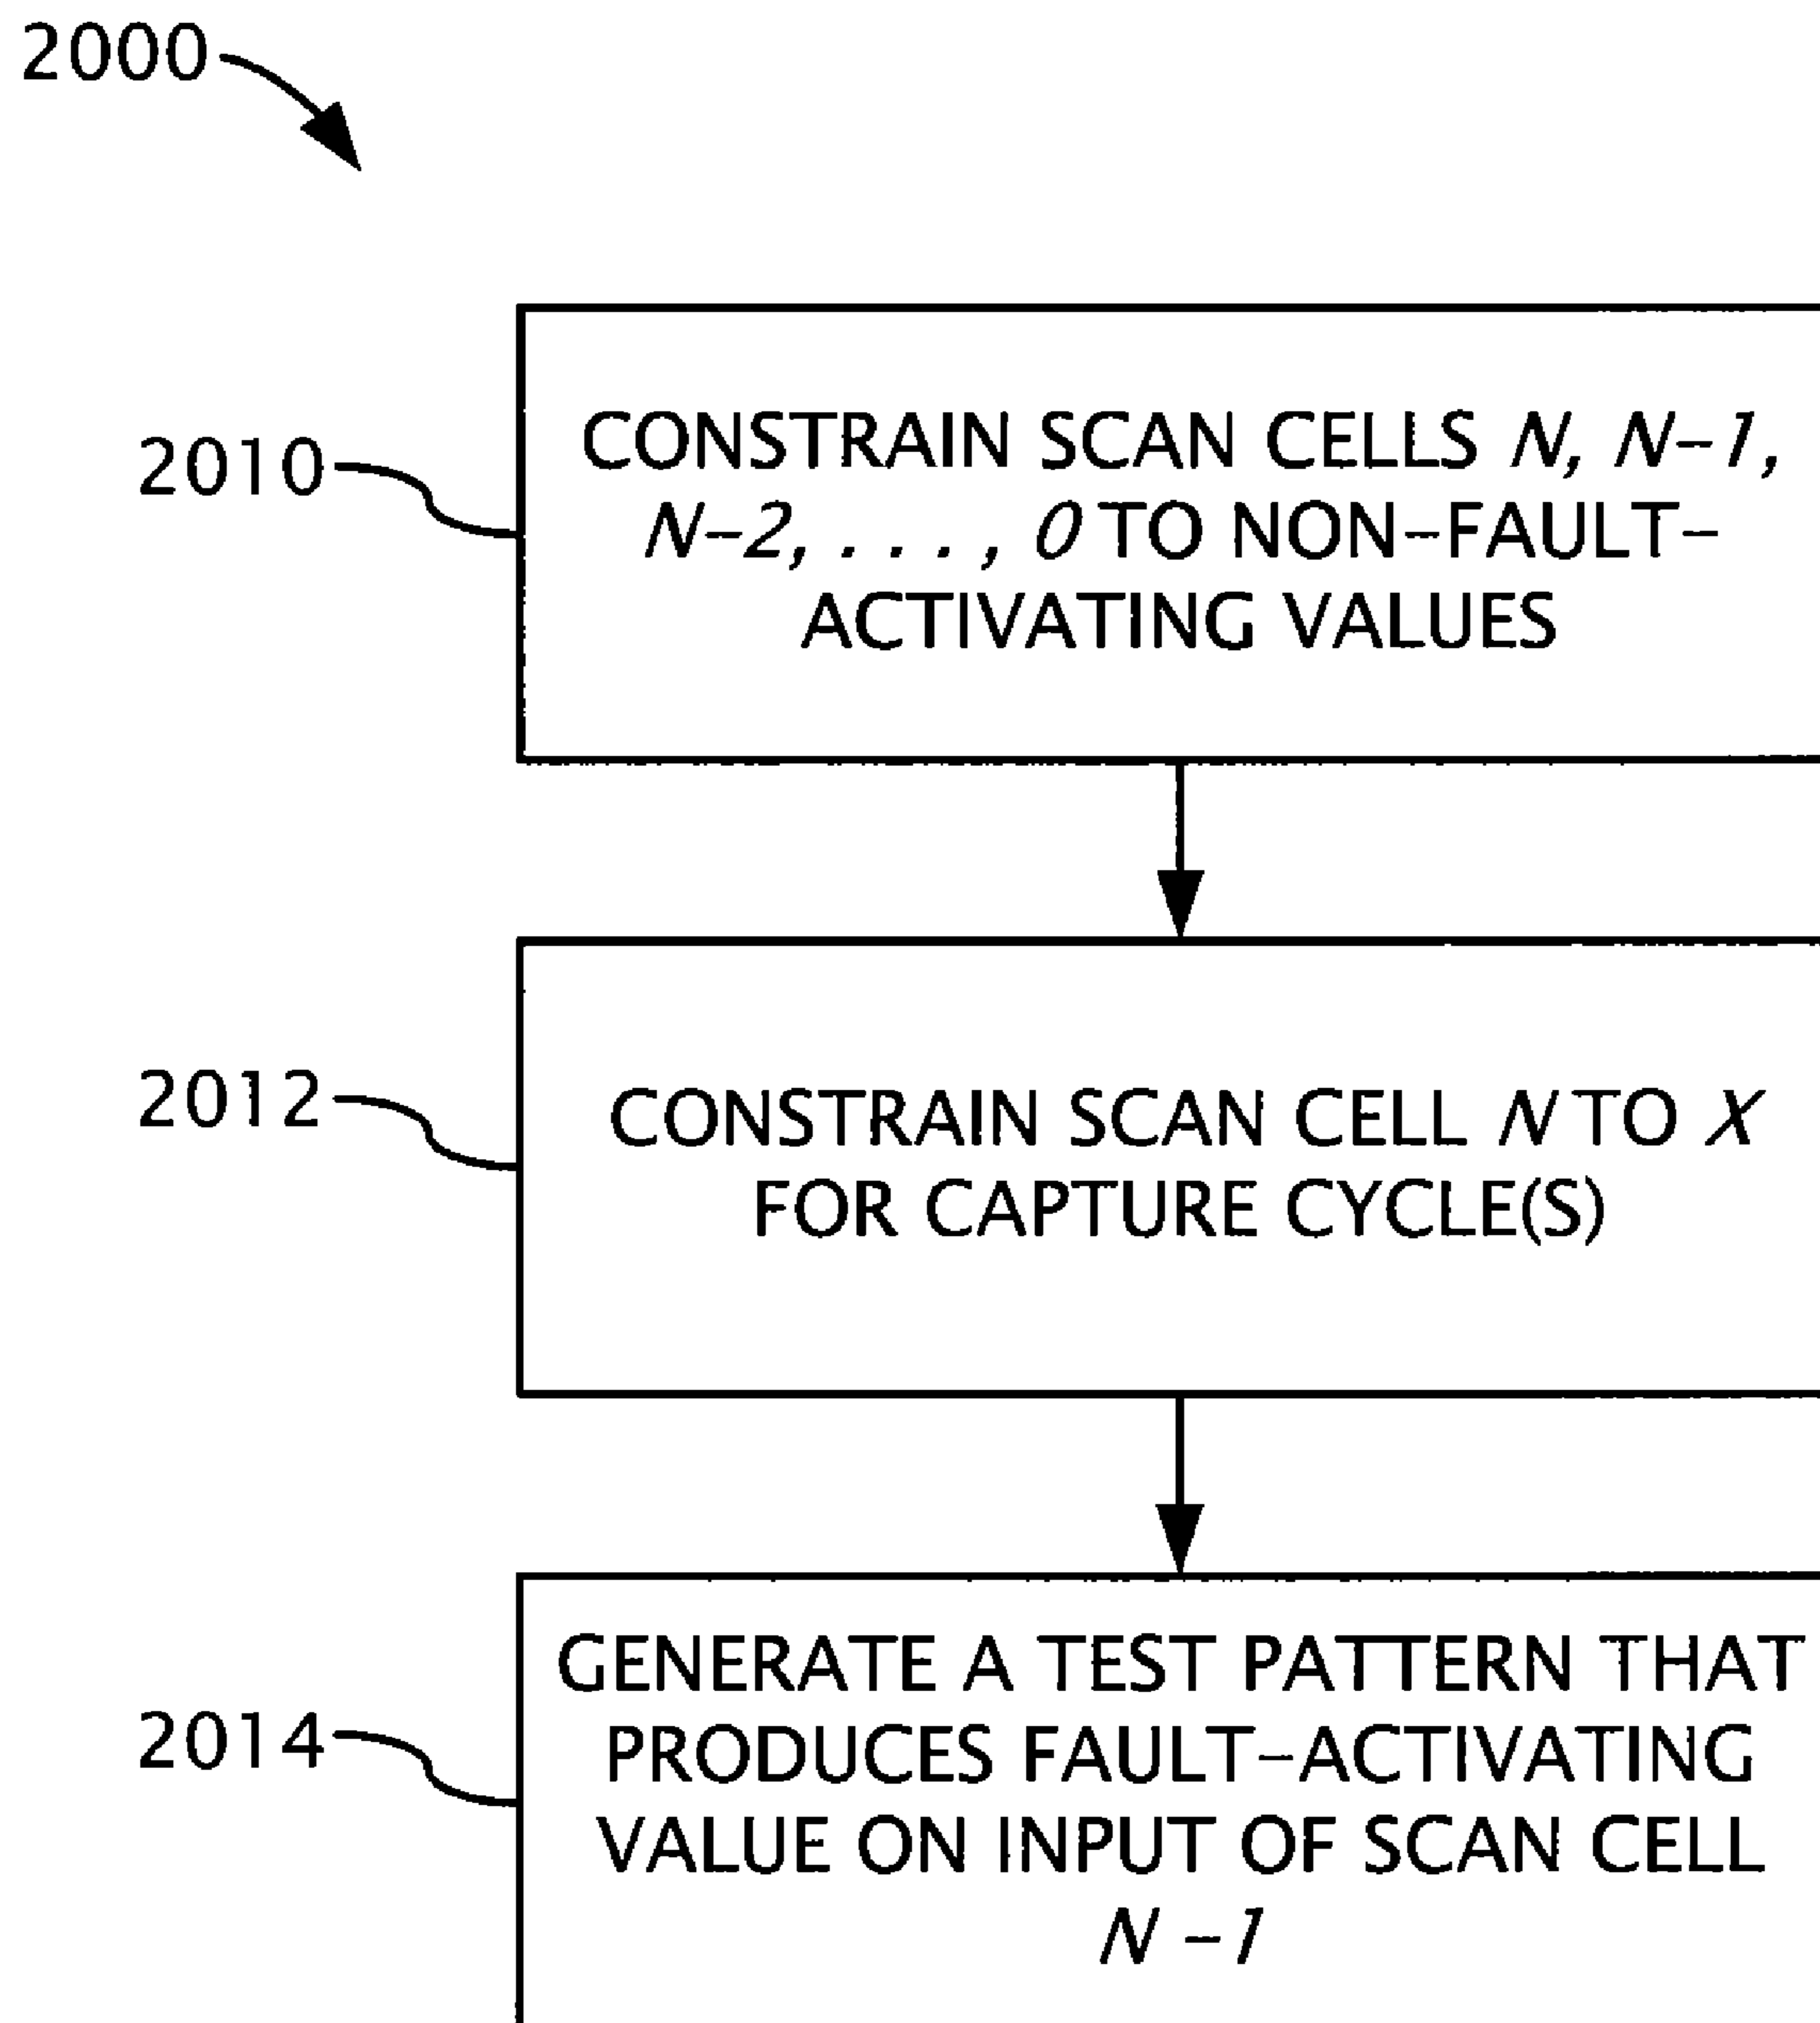 2000
2010
CONSTRAIN SCAN CELLS N, N-1,
N-2, . . . , 0 TO NON-FAULT-
ACTIVATING VALUES
2012
CONSTRAIN SCAN CELL N TO X
FOR CAPTURE CYCLE(S)
2014
GENERATE A TEST PATTERN THAT
PRODUCES FAULT-ACTIVATING
VALUE ON INPUT OF SCAN CELL
N -1